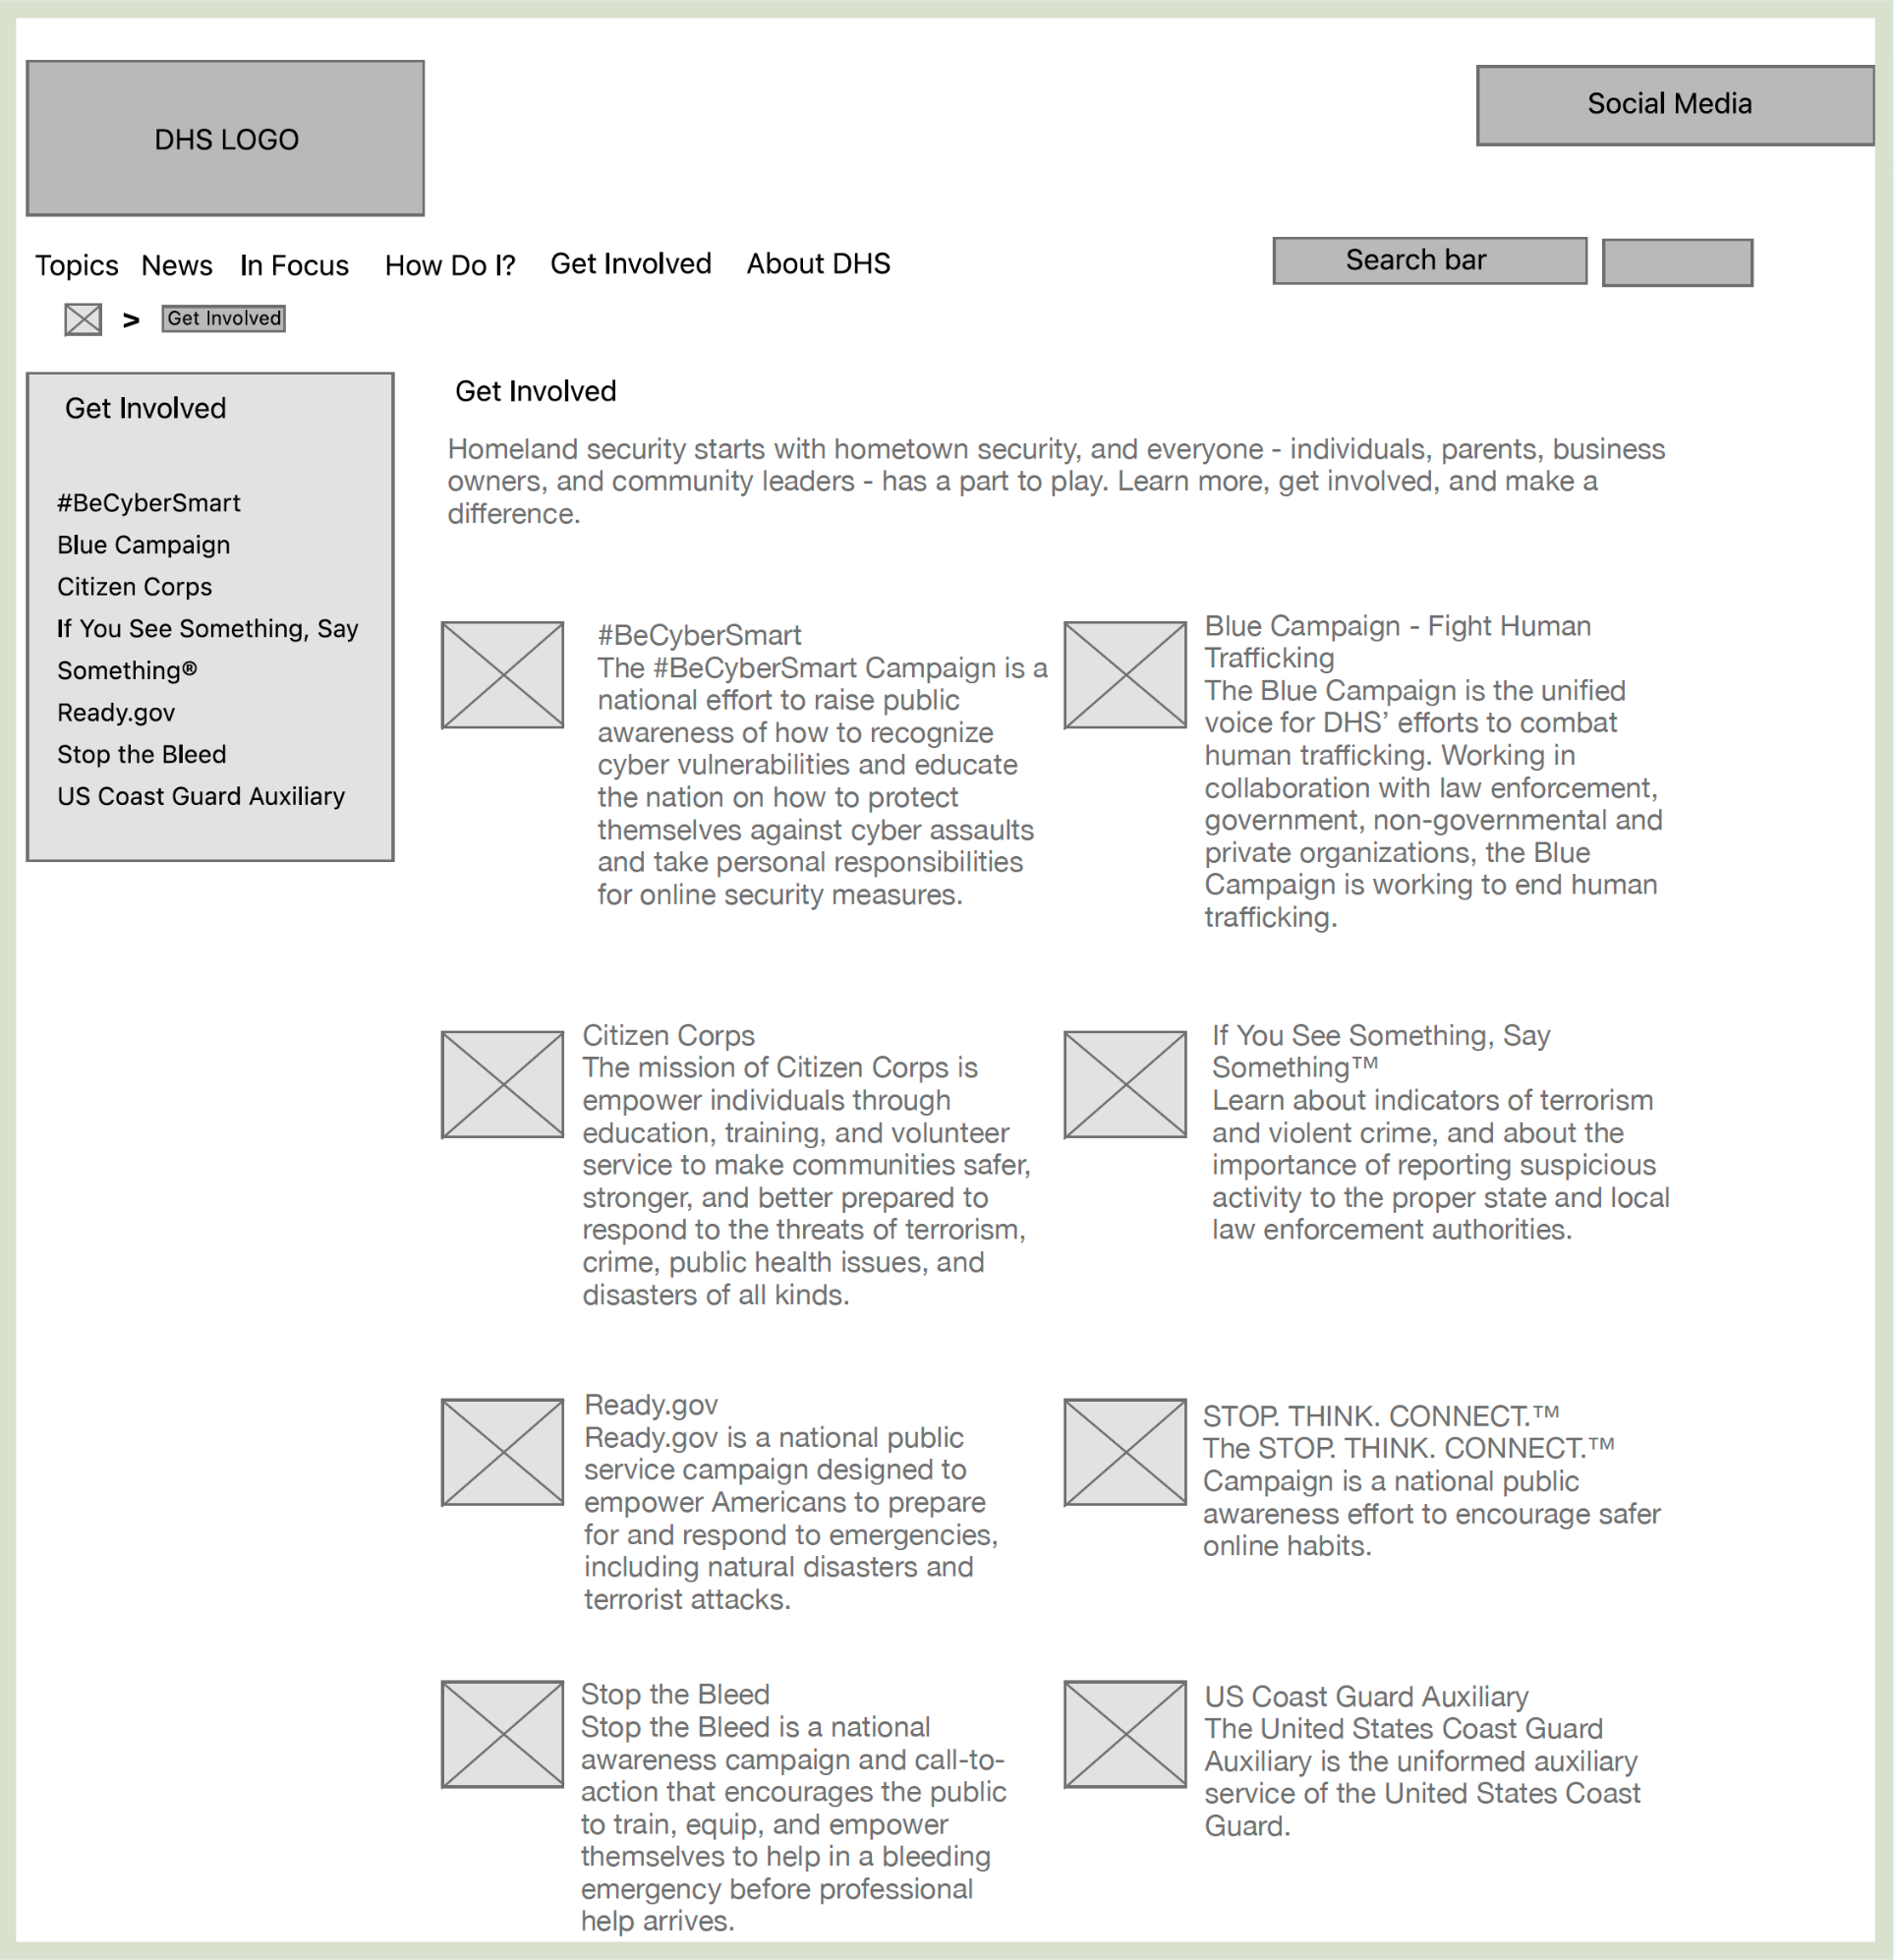 DHS LOGO
Social Media
Topics News In Focus How Do I? Get Involved About DHS
Search bar
> Get Involved
Get Involved
#BeCyberSmart
Blue Campaign
Citizen Corps
If You See Something, Say
Something®
Ready.gov
Stop the Bleed
US Coast Guard Auxiliary
Get Involved
Homeland security starts with hometown security, and everyone - individuals, parents, business
owners, and community leaders - has a part to play. Learn more, get involved, and make a
difference.
#BeCyberSmart
The #BeCyberSmart Campaign is a
national effort to raise public
awareness of how to recognize
cyber vulnerabilities and educate
the nation on how to protect
themselves against cyber assaults
and take personal responsibilities
for online security measures.
Blue Campaign - Fight Human
Trafficking
The Blue Campaign is the unified
voice for DHS’ efforts to combat
human trafficking. Working in
collaboration with law enforcement,
government, non-governmental and
private organizations, the Blue
Campaign is working to end human
trafficking.
Citizen Corps
The mission of Citizen Corps is
empower individuals through
education, training, and volunteer
service to make communities safer,
stronger, and better prepared to
respond to the threats of terrorism,
crime, public health issues, and
disasters of all kinds.
If You See Something, Say
Something™
Learn about indicators of terrorism
and violent crime, and about the
importance of reporting suspicious
activity to the proper state and local
law enforcement authorities.
Ready.gov
Ready.gov is a national public
service campaign designed to
empower Americans to prepare
for and respond to emergencies,
including natural disasters and
terrorist attacks.
STOP. THINK. CONNECT.™
The STOP. THINK. CONNECT.™
Campaign is a national public
awareness effort to encourage safer
online habits.
Stop the Bleed
Stop the Bleed is a national
awareness campaign and call-to-
action that encourages the public
to train, equip, and empower
themselves to help in a bleeding
emergency before professional
help arrives.
US Coast Guard Auxiliary
The United States Coast Guard
Auxiliary is the uniformed auxiliary
service of the United States Coast
Guard.